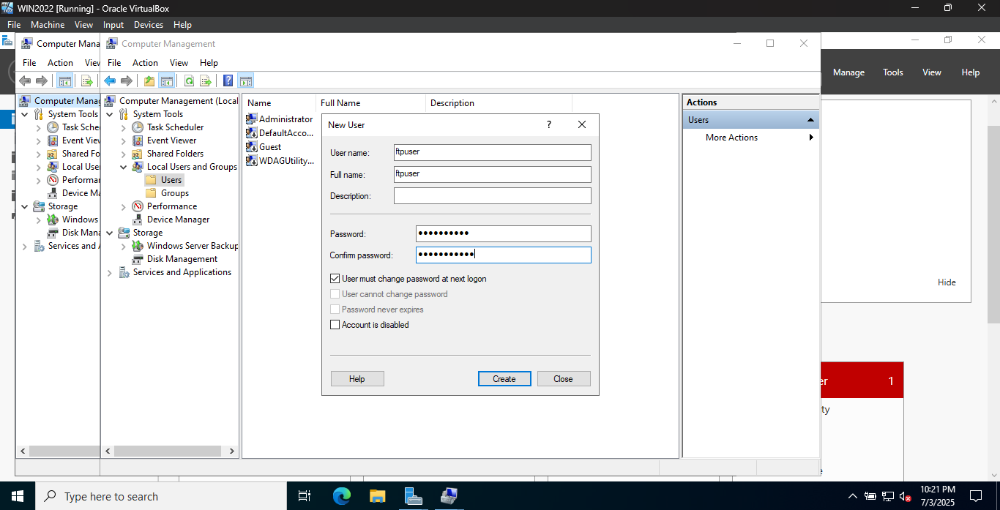 WIN2022 [Running] - Oracle VirtualBox
File Machine View Input Devices Help
Computer Mana
Computer Management
File Action View
File Action View Help
Manage Tools View Help
Computer Manag
System Tools
Task Sche
Event View
Shared Fo
Local User
Performan
Device Ma
Storage
Windows
Disk Mana
Services and A
Computer Management (Local
System Tools
Task Scheduler
Event Viewer
Shared Folders
Local Users and Groups
Users
Groups
Performance
Device Manager
Storage
Windows Server Backup
Disk Management
Services and Applications
Name Full Name Description
Administrator
DefaultAcco...
Guest
WDAGUtility...
New User
?
User name: ftpuser
Full name: ftpuser
Description:
Password: ●●●●●●●●●●
Confirm password: ●●●●●●●●●●●
User must change password at next logon
User cannot change password
Password never expires
Account is disabled
Help Create Close
Actions
Users
More Actions
Hide
er 1
ty
Type here to search
10:21 PM
7/3/2025